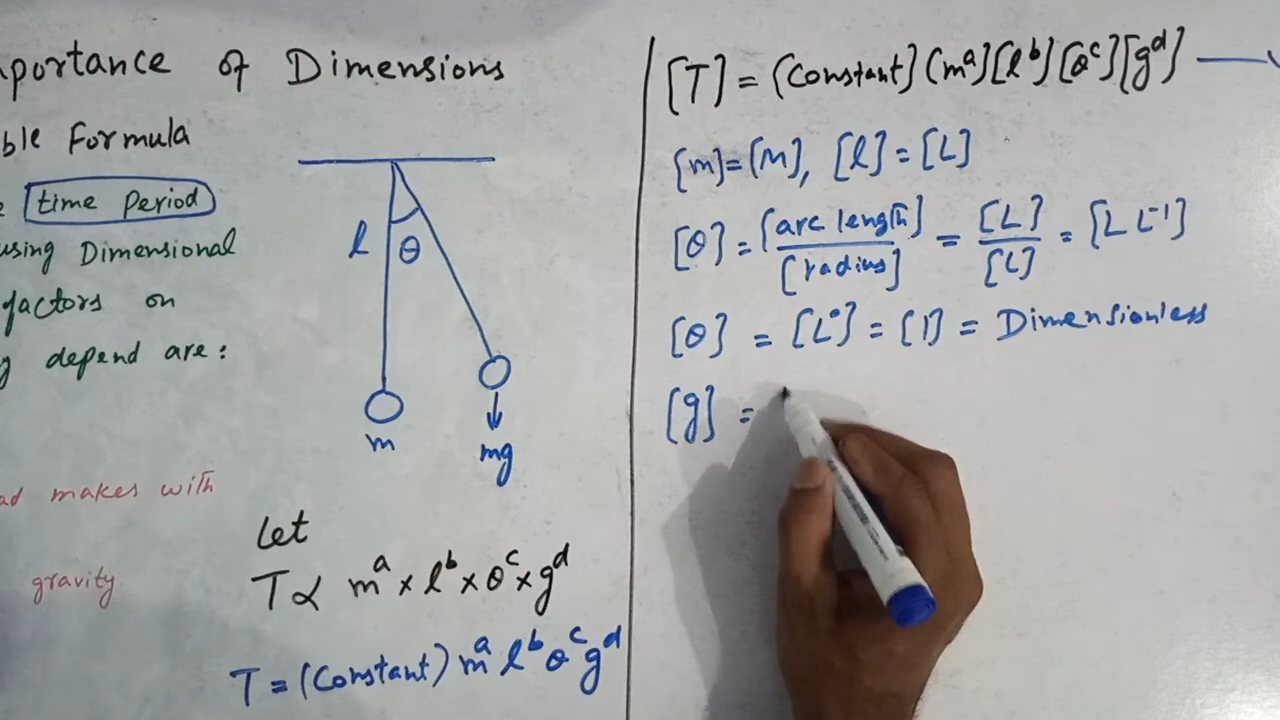 portance of Dimensions
ble Formula
e time period
using Dimensional
factors on
g depend are:
l θ
m
mg
ad makes with
gravity
Let
T ∝ mᵃ × lᵇ × θᶜ × gᵈ
T = (Constant) mᵃ lᵇ θᶜ gᵈ
[T] = [Constant] [mᵃ] [lᵇ] [θᶜ] [gᵈ]
[m] = [M], [l] = [L]
[θ] = [arc length] / [radius] = [L] / [L] = [L L⁻¹]
[θ] = [L⁰] = [1] = Dimensionless
[g] =